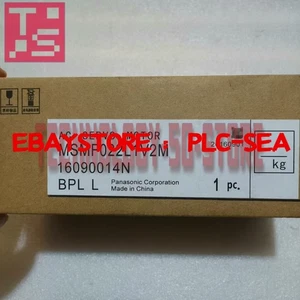 TS
AC SERVO MOTOR
MSMF022L1V2M
EBAYSTORE : PLC-SEA
16090014N
kg
BPL L
Panasonic Corporation
Made in China
1 pc.